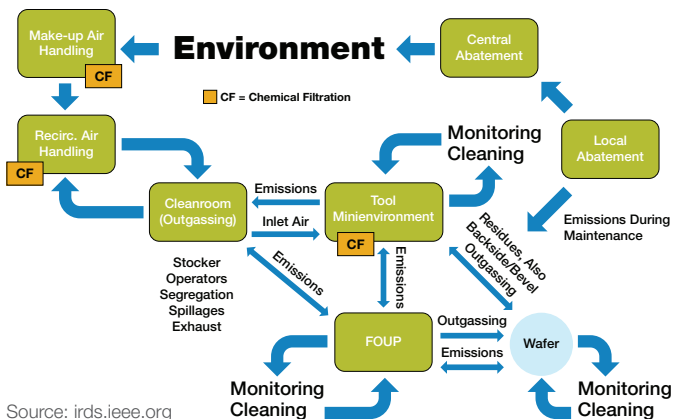 Make-up Air
Handling
CF
Environment
Central
Abatement
CF = Chemical Filtration
Recirc. Air
Handling
CF
Monitoring
Cleaning
Local
Abatement
Cleanroom
(Outgassing)
Emissions
Inlet Air
Tool
Minienvironment
CF
Emissions During
Maintenance
Residues, Also
Backside/Bevel
Outgassing
Stocker
Operators
Segregation
Spillages
Exhaust
Emissions
Emissions
FOUP
Outgassing
Emissions
Wafer
Monitoring
Cleaning
Monitoring
Cleaning
Source: irds.ieee.org